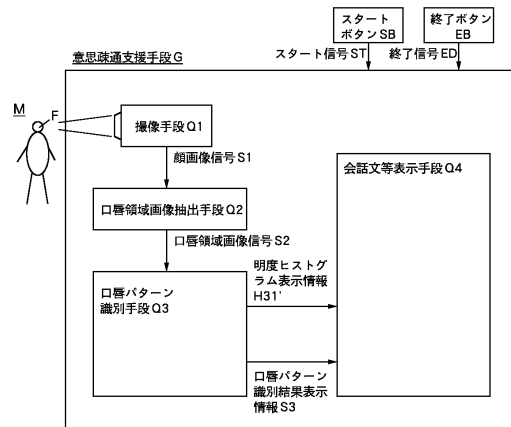 スタート
ボタンSB
終了ボタン
EB
意思疎通支援手段G
スタート信号ST
終了信号ED
M
F
撮像手段Q1
顔画像信号S1
会話文等表示手段Q4
口唇領域画像抽出手段Q2
口唇領域画像信号S2
口唇パターン
識別手段Q3
明度ヒストグ
ラム表示情報
H31'
口唇パターン
識別結果表示
情報S3